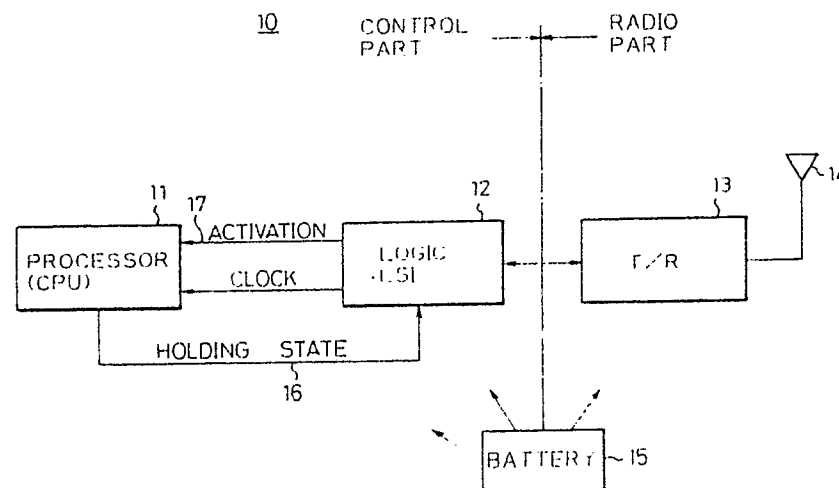 10
CONTROL
PART
RADIO
PART
11
17
ACTIVATION
12
13
14
PROCESSOR
(CPU)
CLOCK
LOGIC
LSI
T/R
HOLDING STATE
16
BATTERY
15